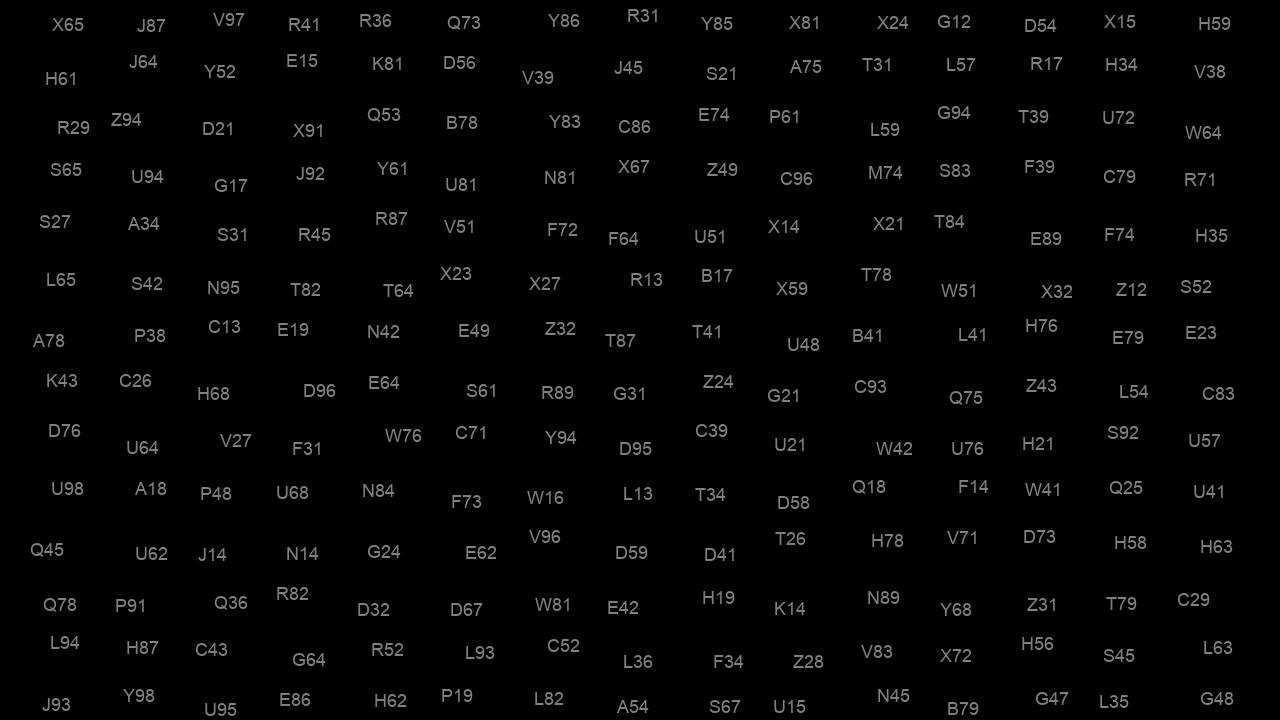 X65 J87 V97 R41 R36 Q73 Y86 R31 Y85 X81 X24 G12 D54 X15 H59
H61 J64 Y52 E15 K81 D56 V39 J45 S21 A75 T31 L57 R17 H34 V38
R29 Z94 D21 X91 Q53 B78 Y83 C86 E74 P61 L59 G94 T39 U72 W64
S65 U94 G17 J92 Y61 U81 N81 X67 Z49 C96 M74 S83 F39 C79 R71
S27 A34 S31 R45 R87 V51 F72 F64 U51 X14 X21 T84 E89 F74 H35
L65 S42 N95 T82 T64 X23 X27 R13 B17 X59 T78 W51 X32 Z12 S52
A78 P38 C13 E19 N42 E49 Z32 T87 T41 U48 B41 L41 H76 E79 E23
K43 C26 H68 D96 E64 S61 R89 G31 Z24 G21 C93 Q75 Z43 L54 C83
D76 U64 V27 F31 W76 C71 Y94 D95 C39 U21 W42 U76 H21 S92 U57
U98 A18 P48 U68 N84 F73 W16 L13 T34 D58 Q18 F14 W41 Q25 U41
Q45 U62 J14 N14 G24 E62 V96 D59 D41 T26 H78 V71 D73 H58 H63
Q78 P91 Q36 R82 D32 D67 W81 E42 H19 K14 N89 Y68 Z31 T79 C29
L94 H87 C43 G64 R52 L93 C52 L36 F34 Z28 V83 X72 H56 S45 L63
J93 Y98 U95 E86 H62 P19 L82 A54 S67 U15 N45 B79 G47 L35 G48